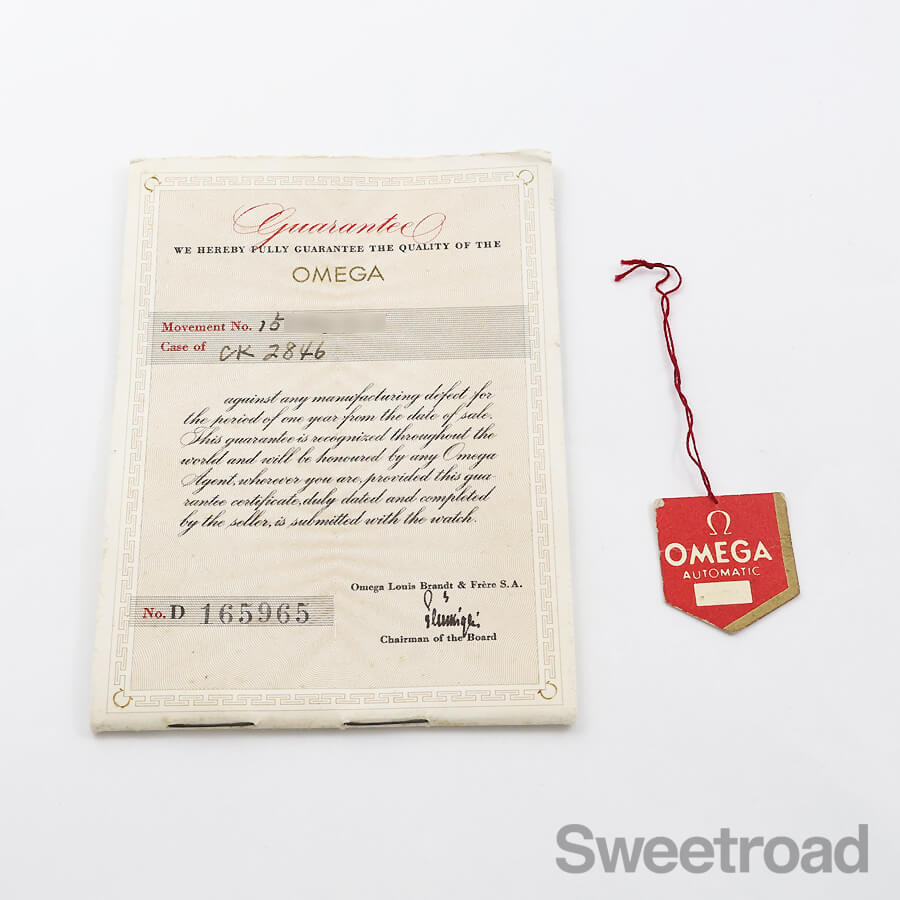 Guarantee
WE HEREBY FULLY GUARANTEE THE QUALITY OF THE
OMEGA
Movement No. 15
Case of CK 2846
against any manufacturing defect for
the period of one year from the date of sale.
This guarantee is recognized throughout the
world and will be honoured by any Omega
Agent, wherever you are, provided this gua-
rantee certificate, duly dated and completed
by the seller, is submitted with the watch.
Omega Louis Brandt & Frère S.A.
Chairman of the Board
No. D 165965
Ω
OMEGA
AUTOMATIC
Sweetroad